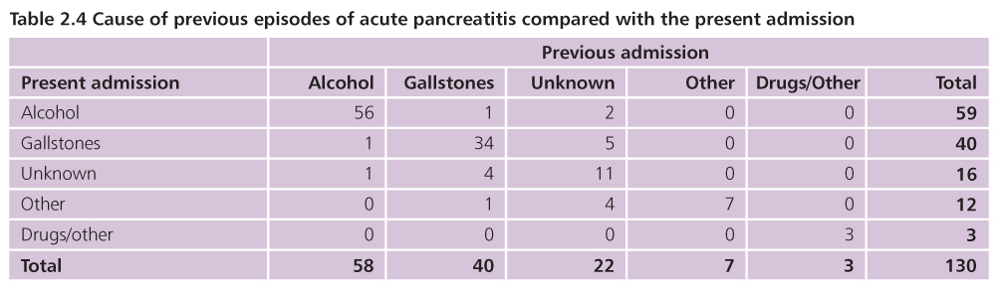 Table 2.4 Cause of previous episodes of acute pancreatitis compared with the present admission
Previous admission
Present admission Alcohol Gallstones Unknown Other Drugs/Other Total
Alcohol 56 1 2 0 0 59
Gallstones 1 34 5 0 0 40
Unknown 1 4 11 0 0 16
Other 0 1 4 7 0 12
Drugs/other 0 0 0 0 3 3
Total 58 40 22 7 3 130